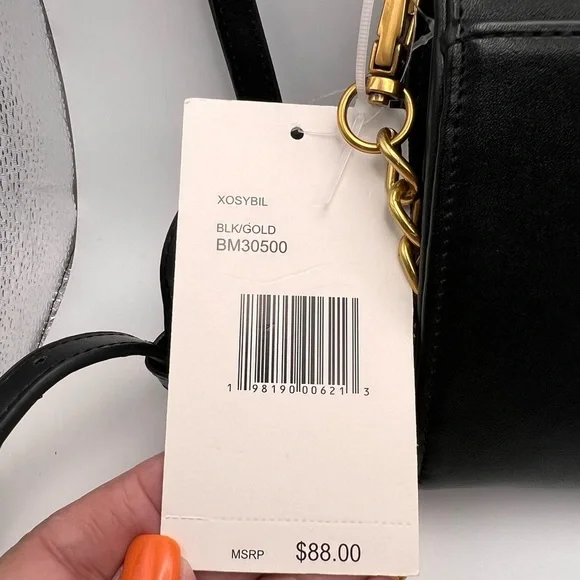 XOSYBIL
BLK/GOLD
BM30500
1 98190 00621 3
MSRP $88.00